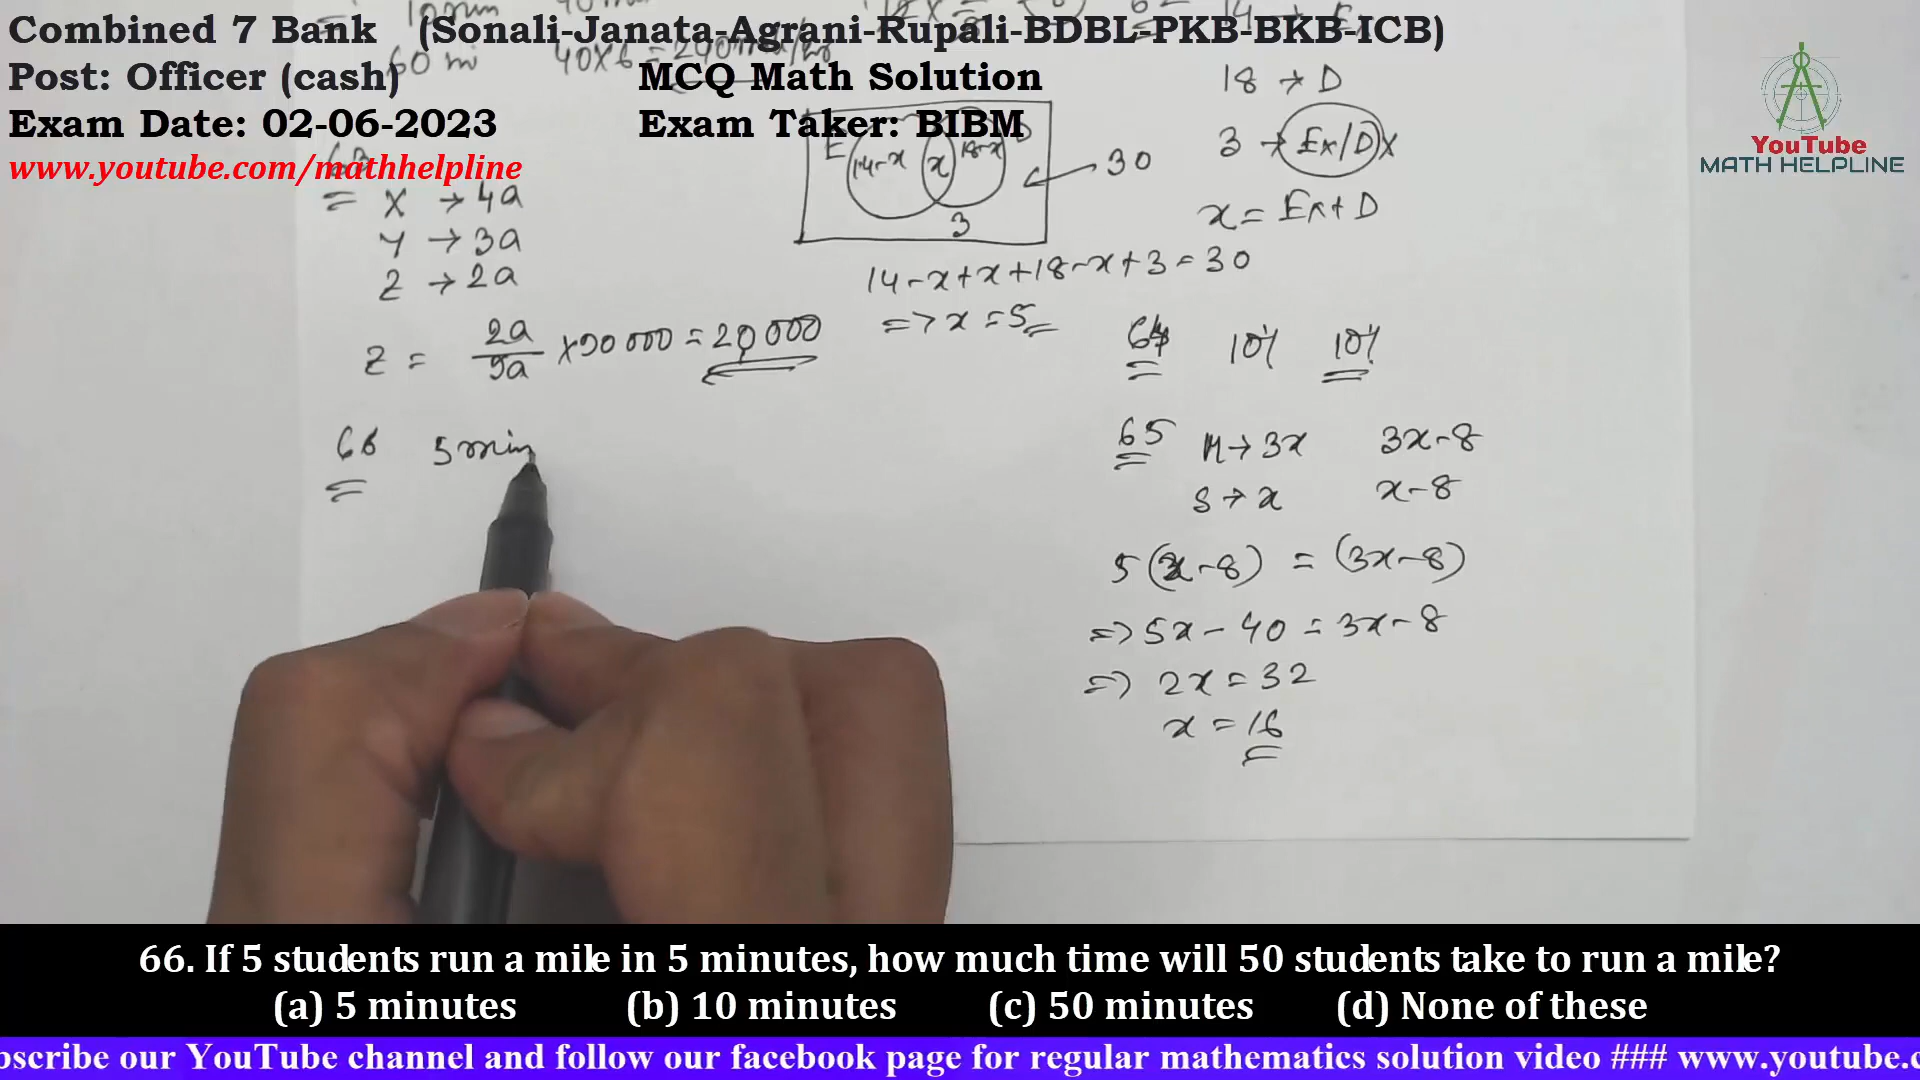 Combined 7 Bank (Sonali-Janata-Agrani-Rupali-BDBL-PKB-BKB-ICB)
Post: Officer (cash) MCQ Math Solution
Exam Date: 02-06-2023 Exam Taker: BIBM
www.youtube.com/mathhelpline
YouTube
MATH HELPLINE
60 mi 40×6 =
18 → D
3 → Ex/D X
x = Ex + D
E 14-x x 18-x D
3
30
14-x+x+18-x+3 = 30
=> x = 5
X → 4a
Y → 3a
Z → 2a
Z = 2a/9a × 90000 = 20000
64 10% 10%
65 M → 3x 3x-8
S → x x-8
5(x-8) = (3x-8)
=> 5x - 40 = 3x - 8
=> 2x = 32
x = 16
66 5 min
66. If 5 students run a mile in 5 minutes, how much time will 50 students take to run a mile?
(a) 5 minutes (b) 10 minutes (c) 50 minutes (d) None of these
bscribe our YouTube channel and follow our facebook page for regular mathematics solution video ### www.youtube.c